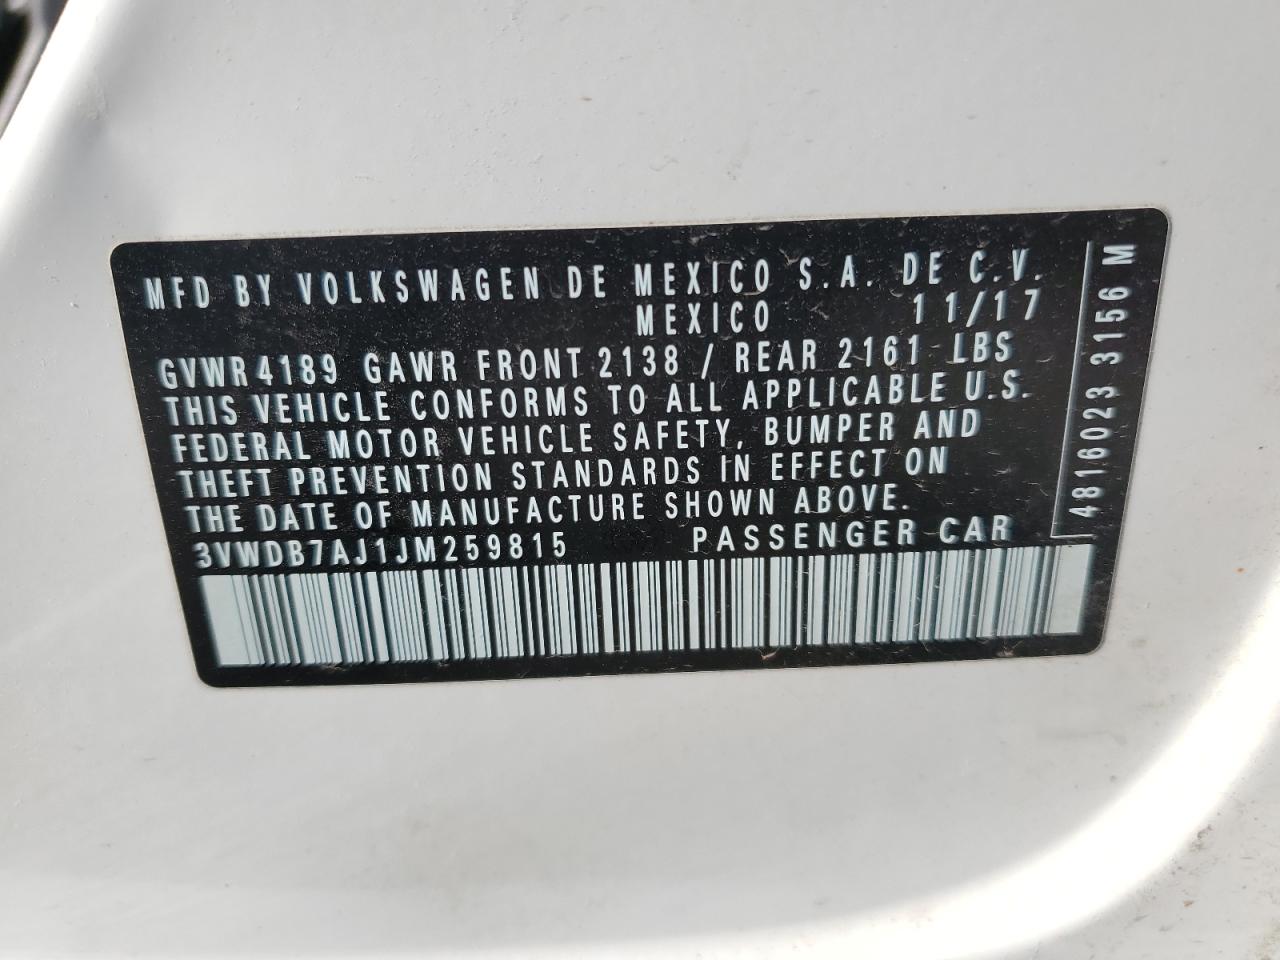 MFD BY VOLKSWAGEN DE MEXICO S.A. DE C.V.
MEXICO 11/17
GVWR 4189 GAWR FRONT 2138 / REAR 2161 LBS
THIS VEHICLE CONFORMS TO ALL APPLICABLE U.S.
FEDERAL MOTOR VEHICLE SAFETY, BUMPER AND
THEFT PREVENTION STANDARDS IN EFFECT ON
THE DATE OF MANUFACTURE SHOWN ABOVE.
3VWDB7AJ1JM259815 PASSENGER CAR
4816023 3156 M